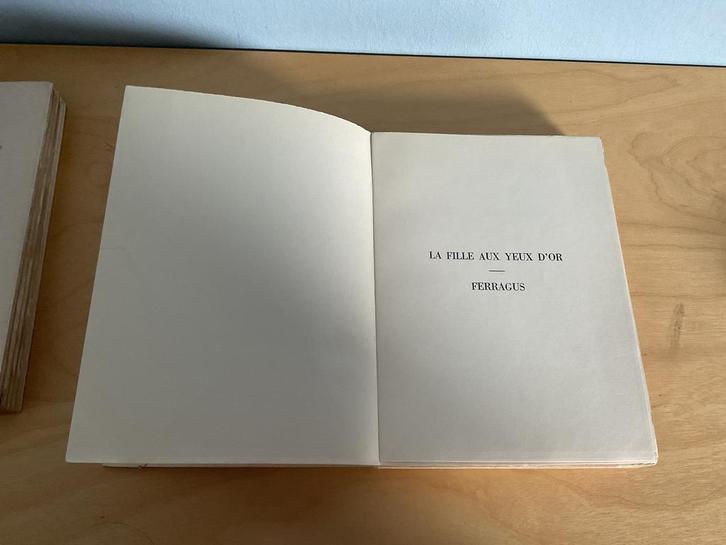 LA FILLE AUX YEUX D'OR
FERRAGUS